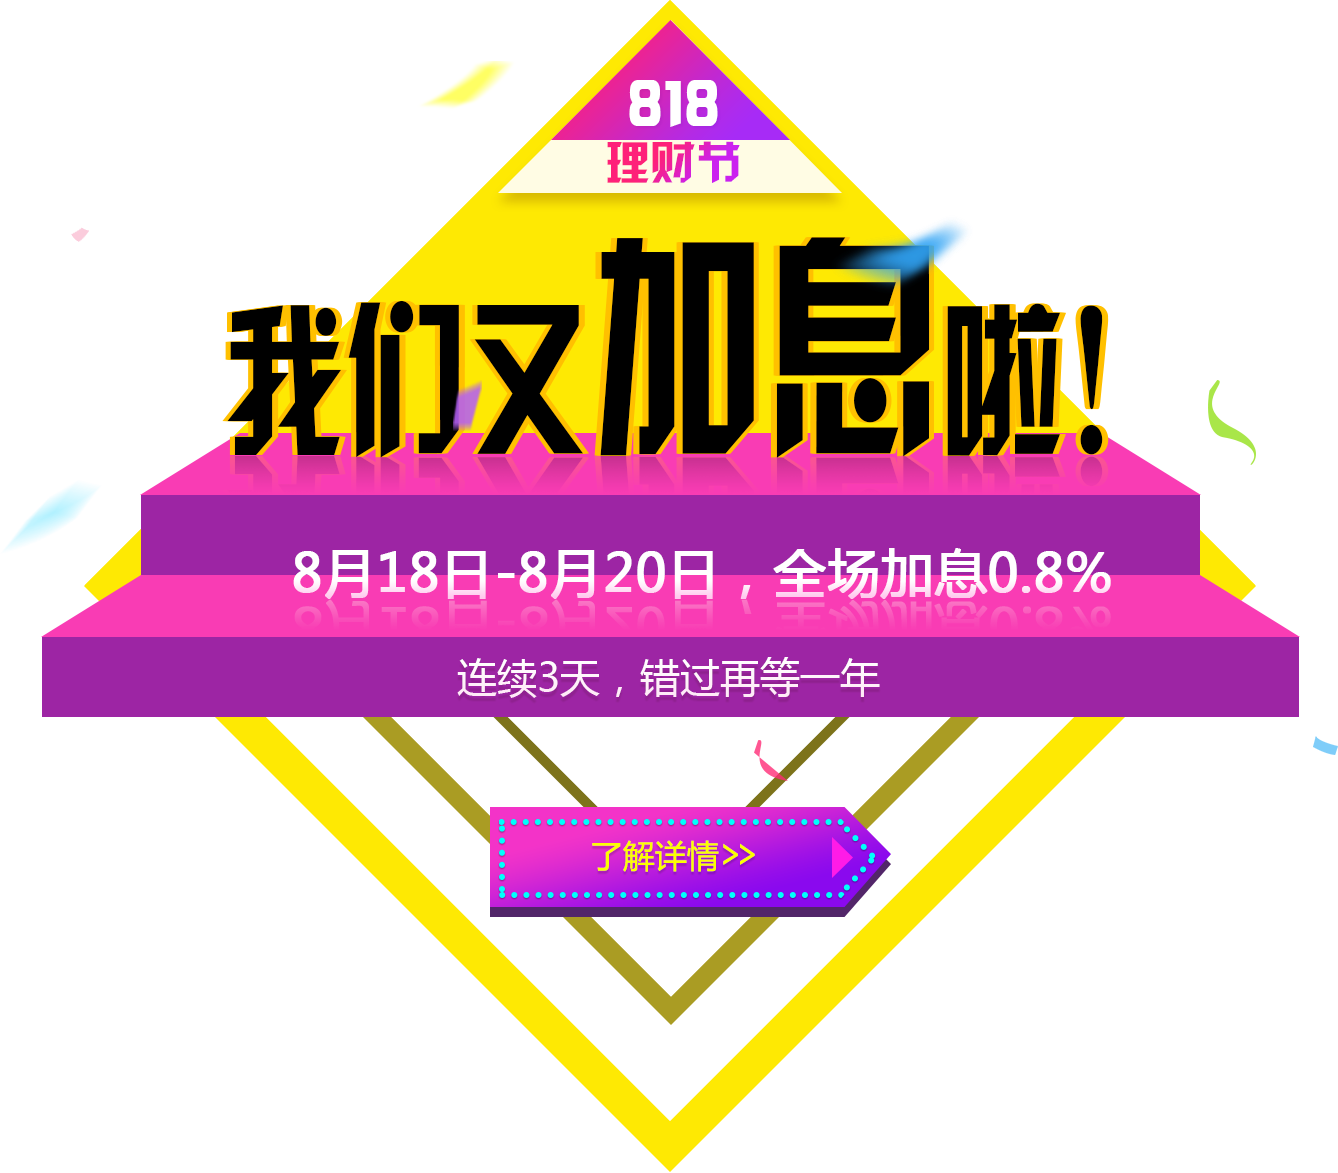 818
理财节
我们又加息啦!
8月18日-8月20日，全场加息0.8%
连续3天，错过再等一年
了解详情>>